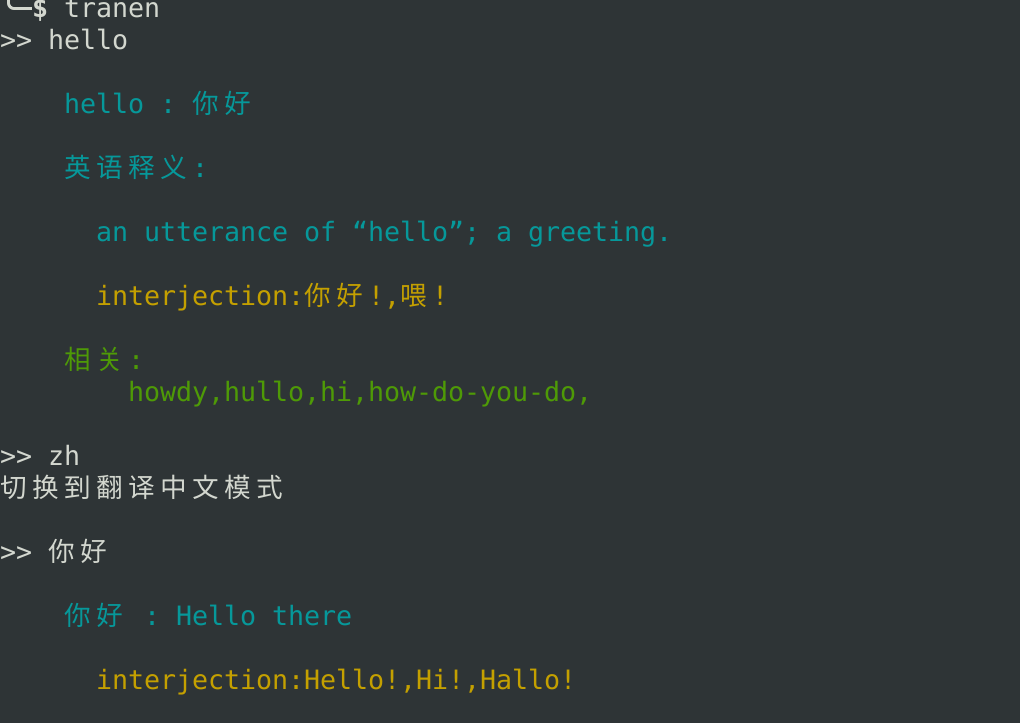 ╰─$ tranen
>> hello
hello : 你好
英语释义:
an utterance of “hello”; a greeting.
interjection:你好!,喂!
相关:
howdy,hullo,hi,how-do-you-do,
>> zh
切换到翻译中文模式
>> 你好
你好 : Hello there
interjection:Hello!,Hi!,Hallo!